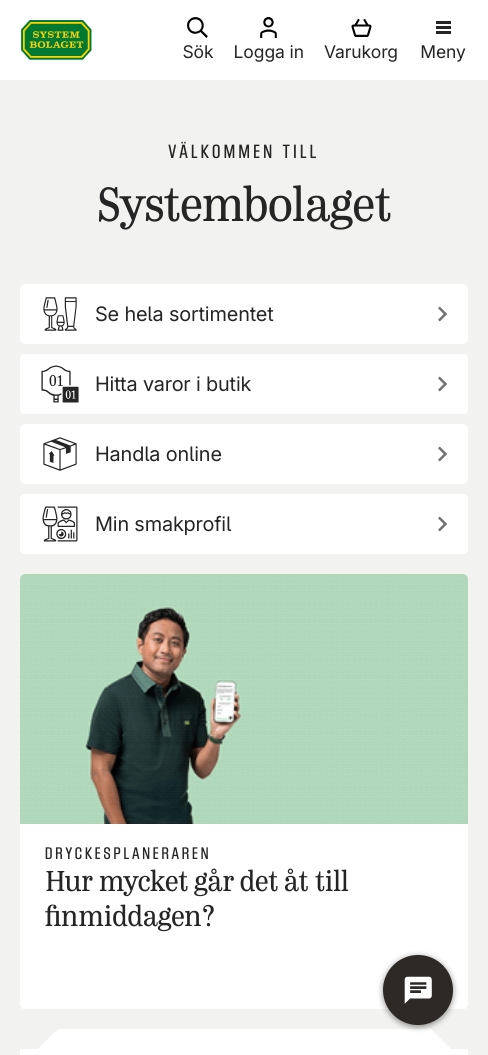 SYSTEM
BOLAGET
Sök
Logga in
Varukorg
Meny
VÄLKOMMEN TILL
Systembolaget
Se hela sortimentet
01
01
Hitta varor i butik
Handla online
Min smakprofil
DRYCKESPLANERAREN
Hur mycket går det åt till
finmiddagen?